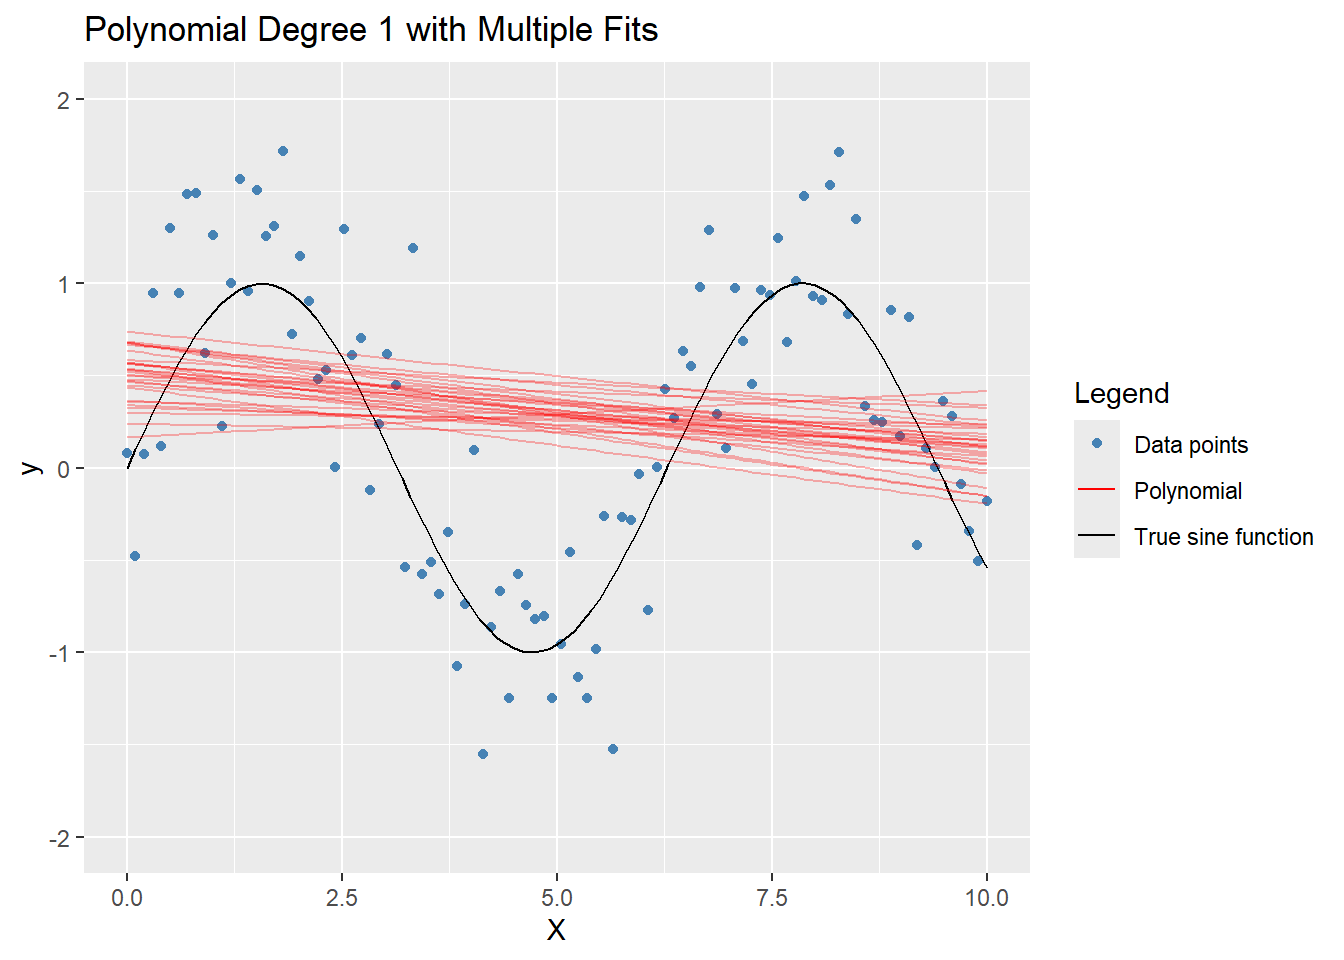 Polynomial Degree 1 with Multiple Fits
2
1
0
-1
-2
y
0.0 2.5 5.0 7.5 10.0
X
Legend
Data points
Polynomial
True sine function